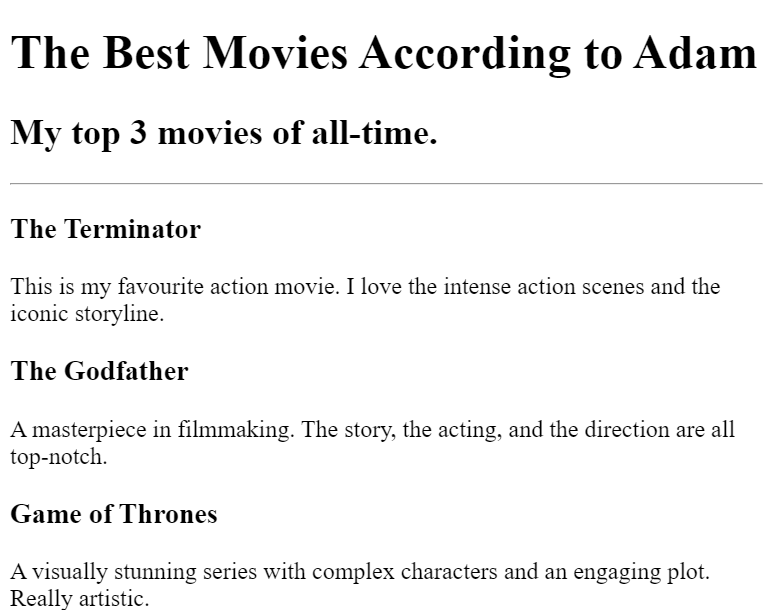 The Best Movies According to Adam
My top 3 movies of all-time.
The Terminator
This is my favourite action movie. I love the intense action scenes and the
iconic storyline.
The Godfather
A masterpiece in filmmaking. The story, the acting, and the direction are all
top-notch.
Game of Thrones
A visually stunning series with complex characters and an engaging plot.
Really artistic.